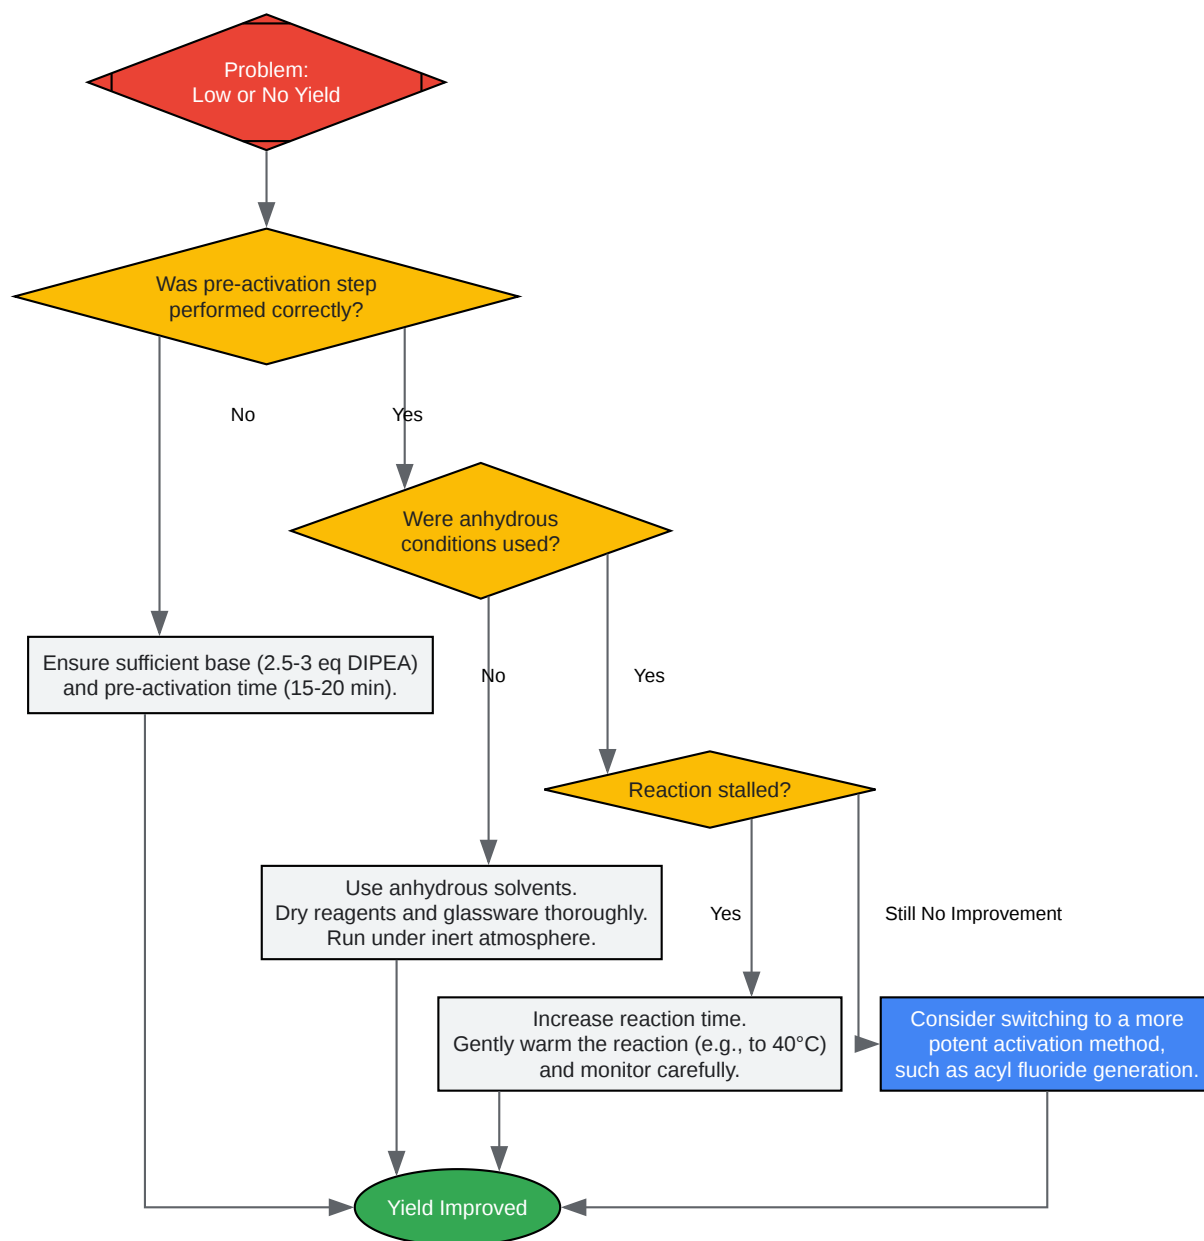 Problem:
Low or No Yield
Was pre-activation step
performed correctly?
No
Yes
Were anhydrous
conditions used?
Ensure sufficient base (2.5-3 eq DIPEA)
and pre-activation time (15-20 min).
No
Yes
Reaction stalled?
Use anhydrous solvents.
Dry reagents and glassware thoroughly.
Run under inert atmosphere.
Yes
Still No Improvement
Increase reaction time.
Gently warm the reaction (e.g., to 40°C)
and monitor carefully.
Consider switching to a more
potent activation method,
such as acyl fluoride generation.
Yield Improved